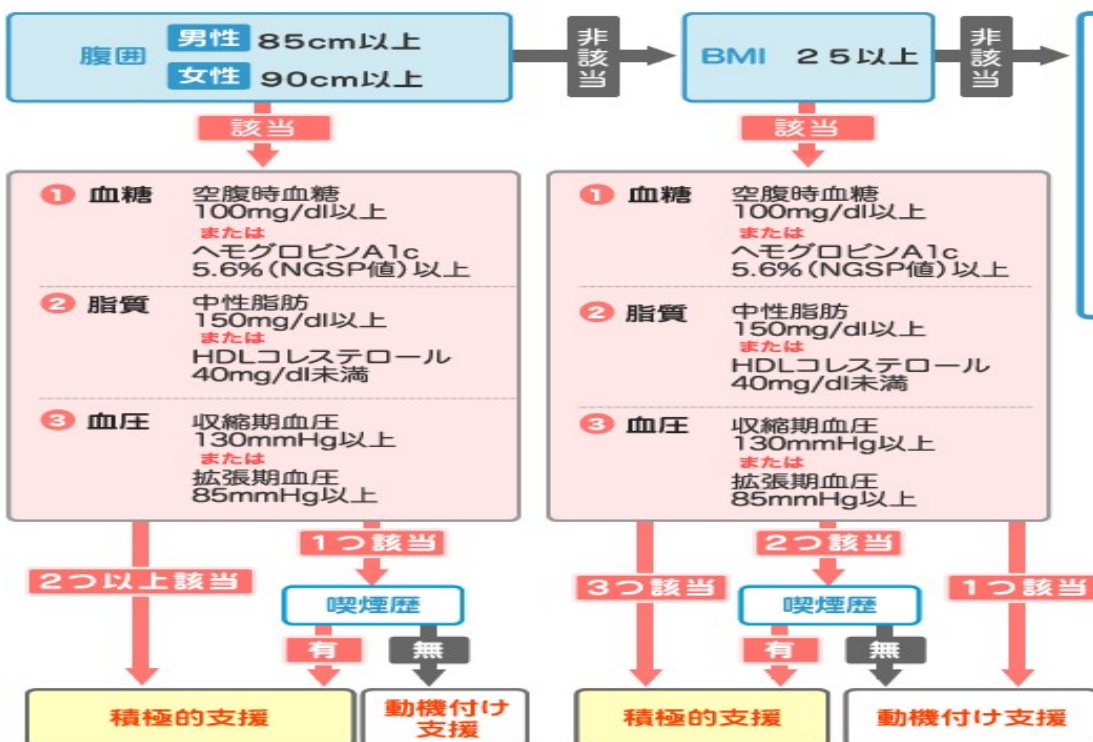 腹囲
男性 85cm以上
女性 90cm以上
非該当
BMI 25以上
非該当
該当
該当
① 血糖 空腹時血糖
100mg/dl以上
または
ヘモグロビンA1c
5.6%(NGSP値)以上
② 脂質 中性脂肪
150mg/dl以上
または
HDLコレステロール
40mg/dl未満
③ 血圧 収縮期血圧
130mmHg以上
または
拡張期血圧
85mmHg以上
① 血糖 空腹時血糖
100mg/dl以上
または
ヘモグロビンA1c
5.6%(NGSP値)以上
② 脂質 中性脂肪
150mg/dl以上
または
HDLコレステロール
40mg/dl未満
③ 血圧 収縮期血圧
130mmHg以上
または
拡張期血圧
85mmHg以上
2つ以上該当
1つ該当
喫煙歴
有
無
積極的支援
動機付け
支援
3つ該当
2つ該当
1つ該当
喫煙歴
有
無
積極的支援
動機付け支援